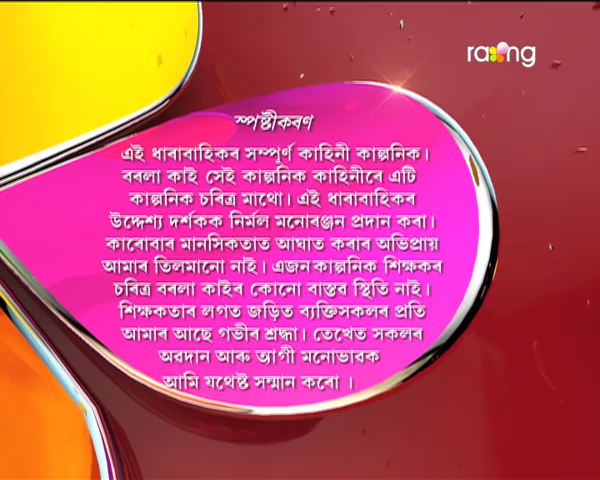 rang
স্পষ্টীকৰণ
এই ধাৰাবাহিকৰ সম্পূৰ্ণ কাহিনী কাল্পনিক।
বৰলা কাই সেই কাল্পনিক কাহিনীৰে এটি
কাল্পনিক চৰিত্ৰ মাথো। এই ধাৰাবাহিকৰ
উদ্দেশ্য দৰ্শকক নিৰ্মল মনোৰঞ্জন প্ৰদান কৰা।
কাৰোবাৰ মানসিকতাত আঘাত কৰাৰ অভিপ্ৰায়
আমাৰ তিলমানো নাই। এজন কাল্পনিক শিক্ষকৰ
চৰিত্ৰ বৰলা কাইৰ কোনো বাস্তৱ স্থিতি নাই।
শিক্ষকতাৰ লগত জড়িত ব্যক্তিসকলৰ প্ৰতি
আমাৰ আছে গভীৰ শ্ৰদ্ধা। তেখেত সকলৰ
অৱদান আৰু ত্যাগী মনোভাৱক
আমি যথেষ্ট সন্মান কৰো ।